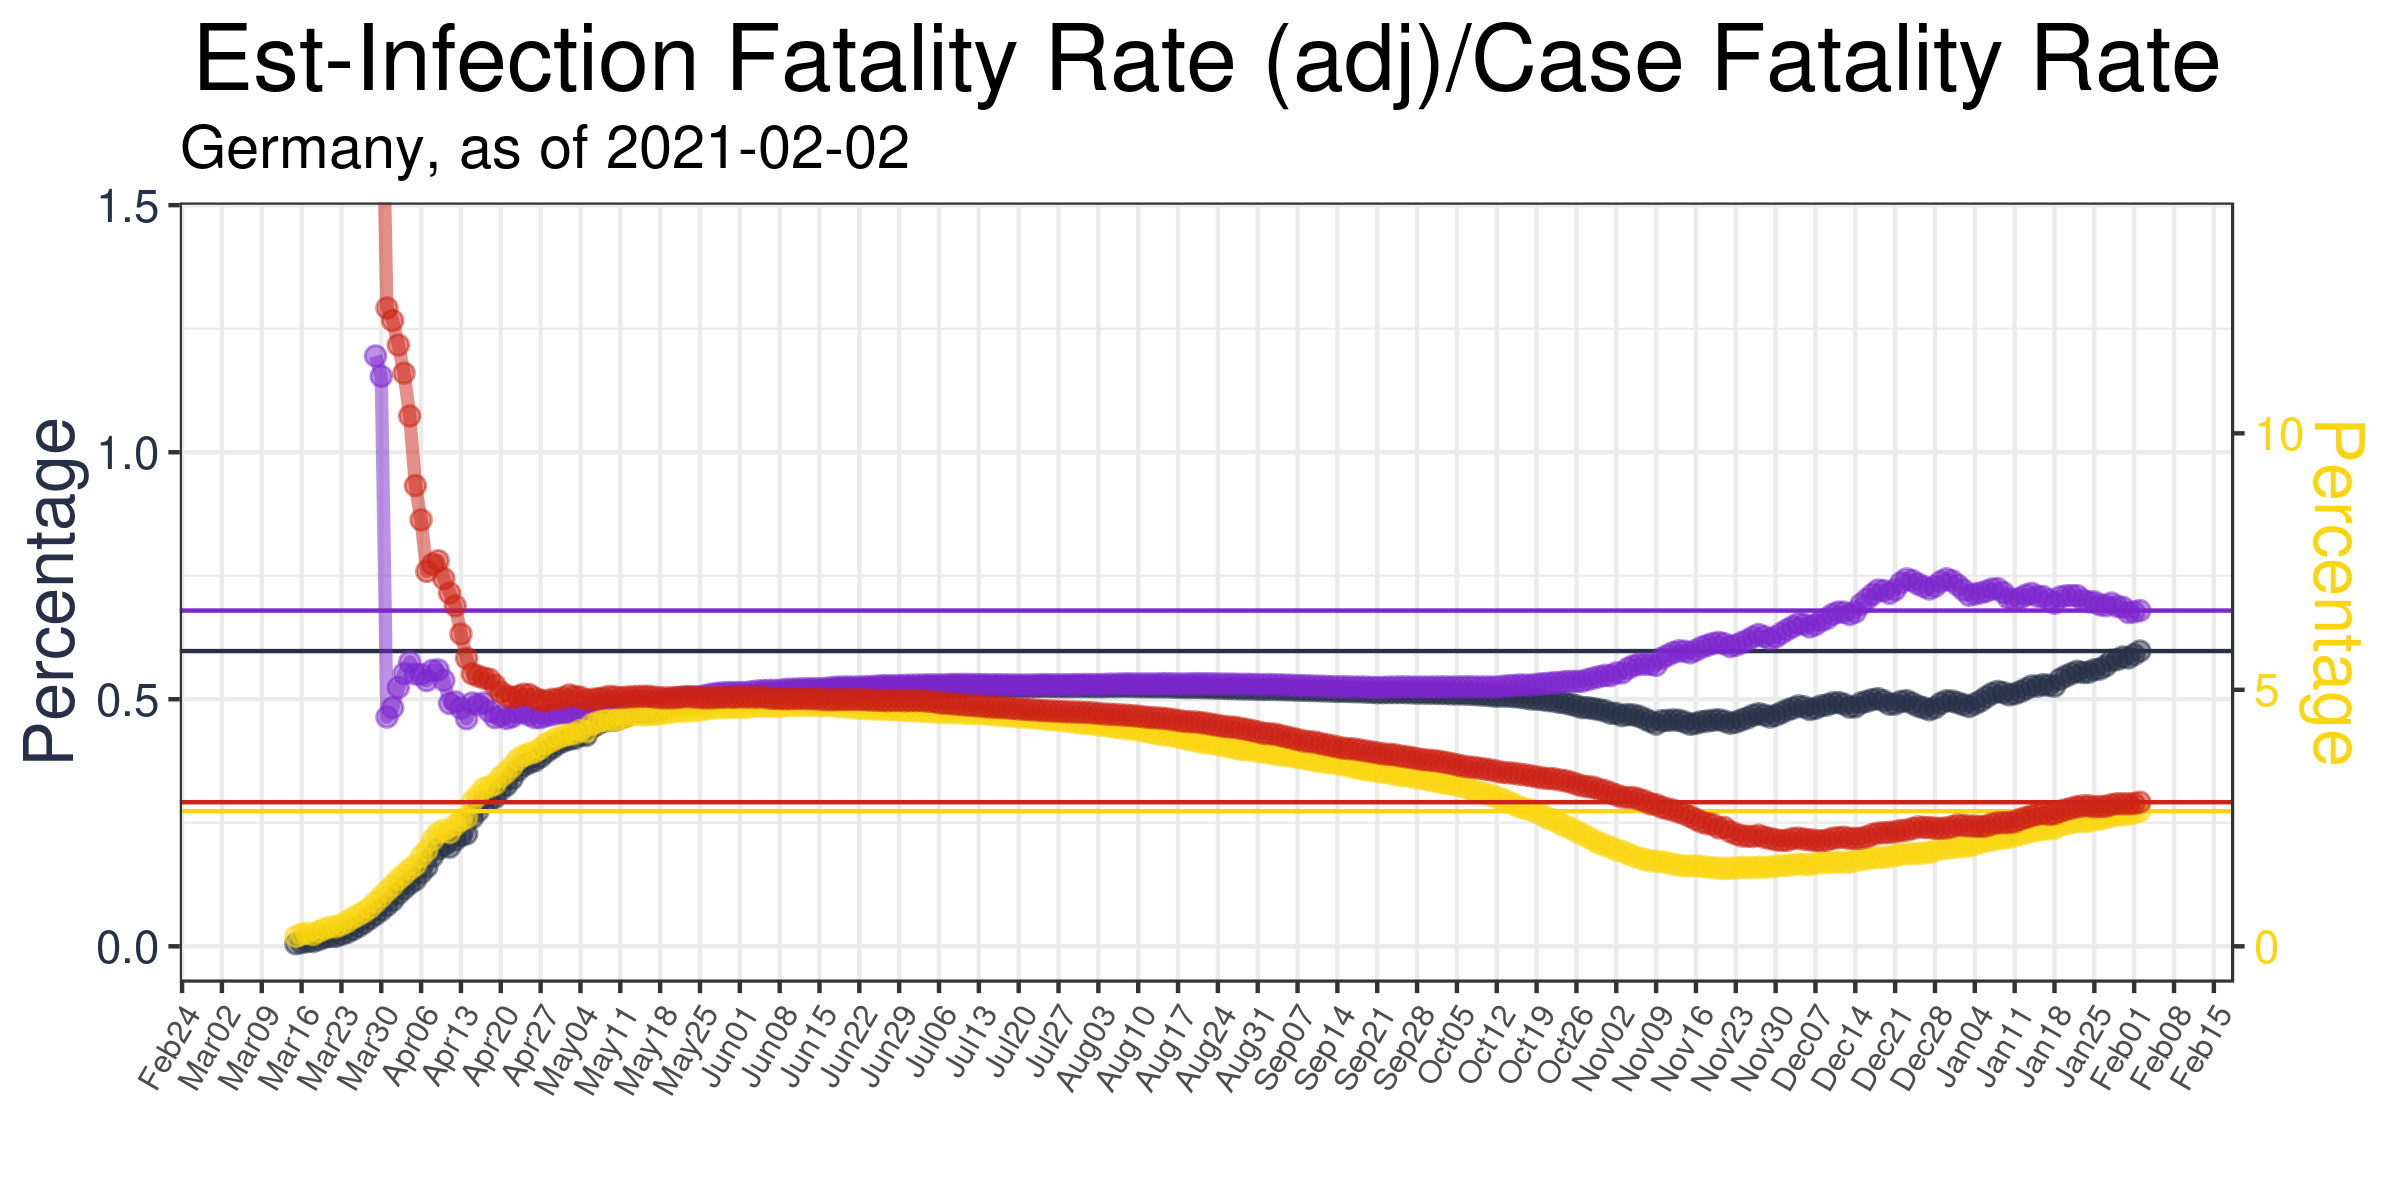 Est-Infection Fatality Rate (adj)/Case Fatality Rate
Germany, as of 2021-02-02
1.5
1.0
0.5
0.0
Percentage
10
5
0
Percentage
Feb24 Mar02 Mar09 Mar16 Mar23 Mar30 Apr06 Apr13 Apr20 Apr27 May04 May11 May18 May25 Jun01 Jun08 Jun15 Jun22 Jun29 Jul06 Jul13 Jul20 Jul27 Aug03 Aug10 Aug17 Aug24 Aug31 Sep07 Sep14 Sep21 Sep28 Oct05 Oct12 Oct19 Oct26 Nov02 Nov09 Nov16 Nov23 Nov30 Dec07 Dec14 Dec21 Dec28 Jan04 Jan11 Jan18 Jan25 Feb01 Feb08 Feb15